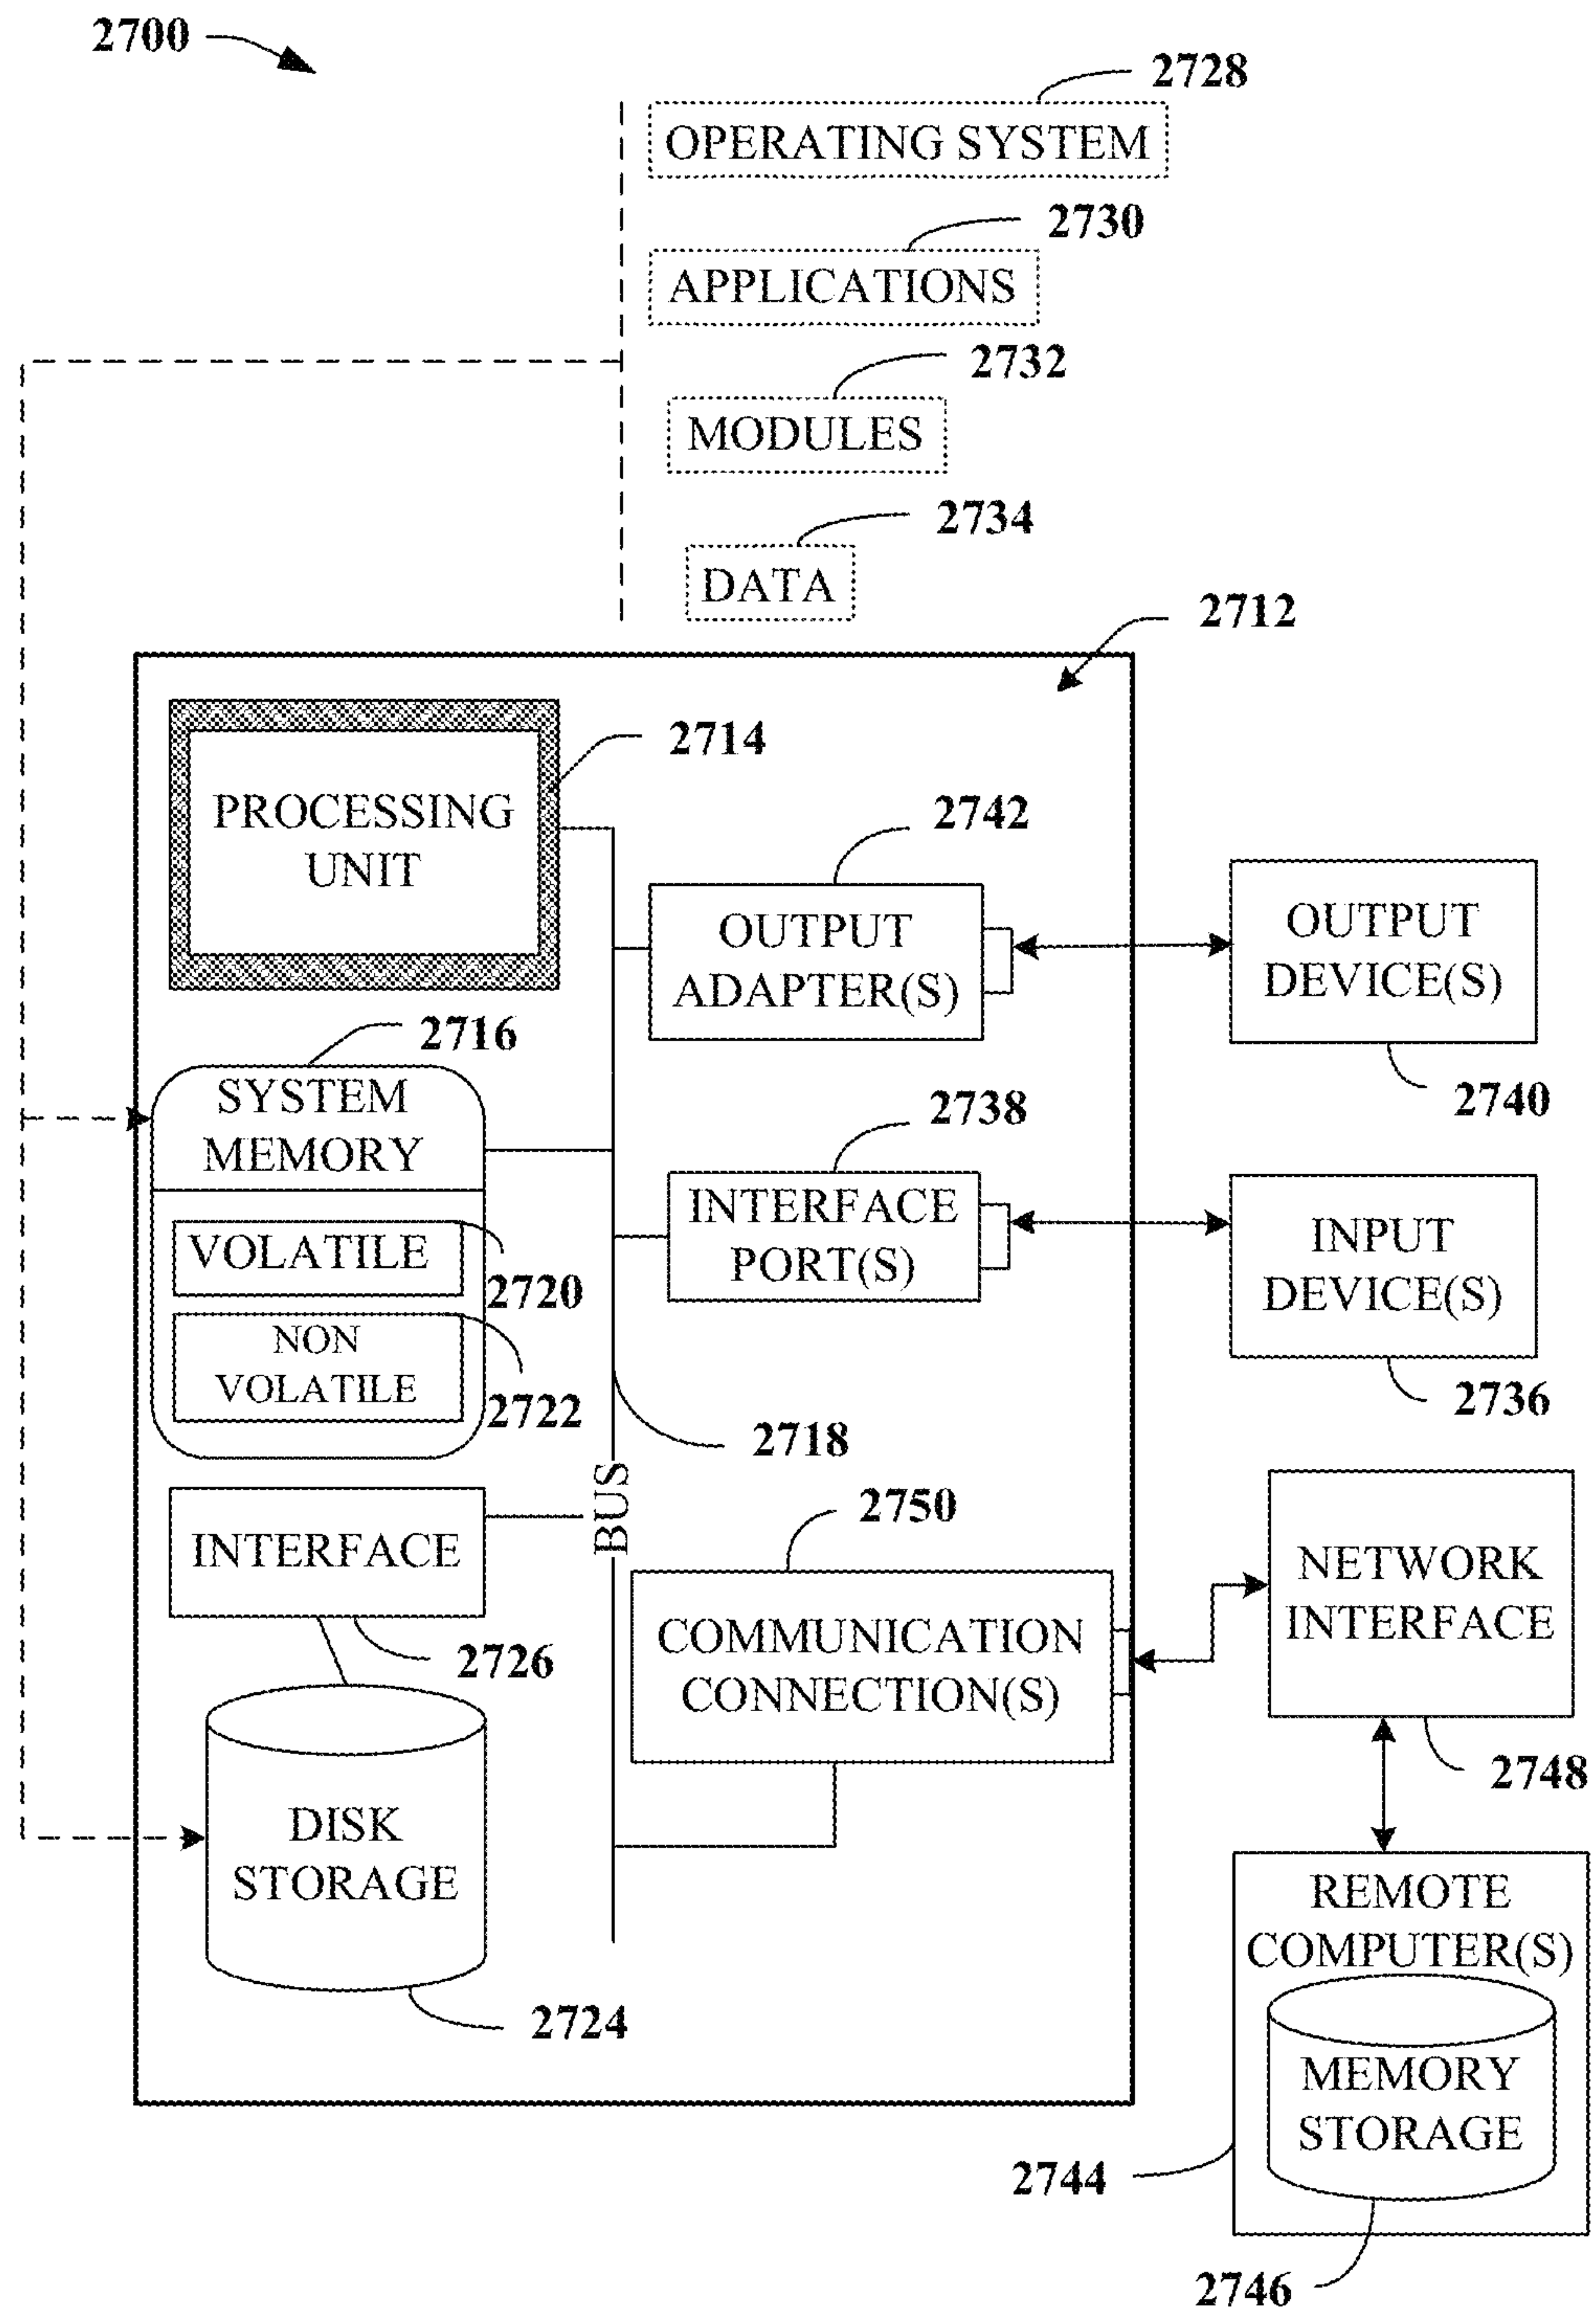 2700
2728
OPERATING SYSTEM
2730
APPLICATIONS
2732
MODULES
2734
DATA
2712
2714
PROCESSING
UNIT
2742
OUTPUT
ADAPTER(S)
OUTPUT
DEVICE(S)
2740
2716
SYSTEM
MEMORY
VOLATILE
2720
NON
VOLATILE
2722
2738
INTERFACE
PORT(S)
INPUT
DEVICE(S)
2736
2718
BUS
INTERFACE
2726
2750
COMMUNICATION
CONNECTION(S)
NETWORK
INTERFACE
2748
DISK
STORAGE
2724
REMOTE
COMPUTER(S)
MEMORY
STORAGE
2744
2746